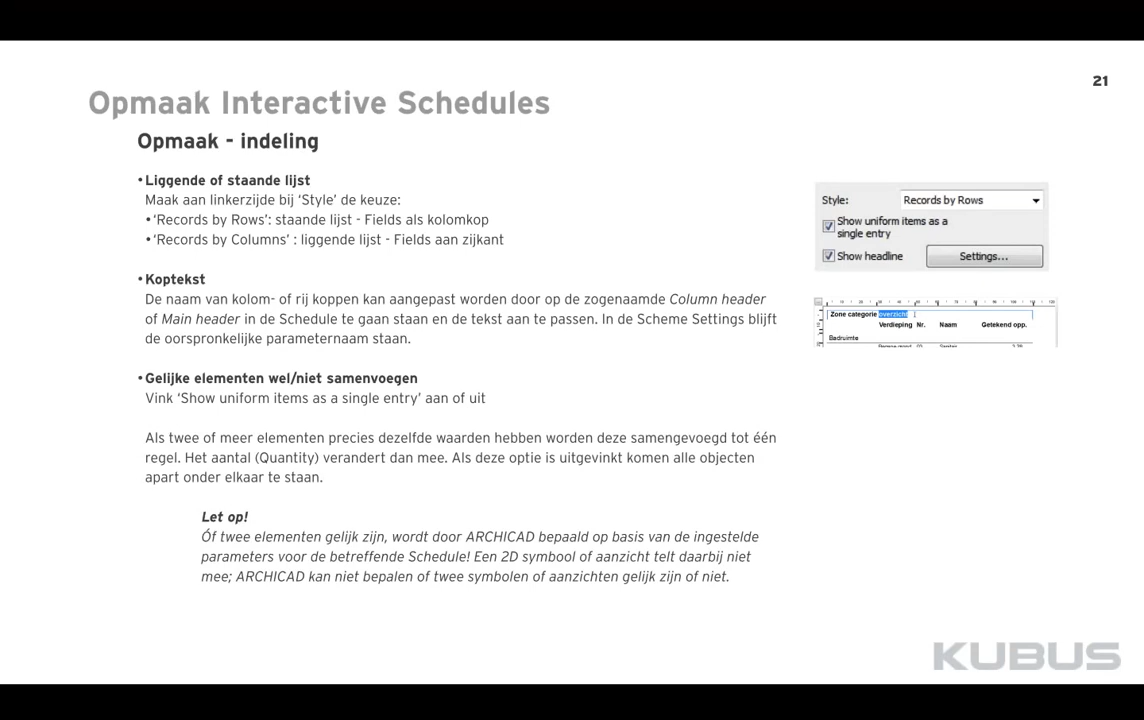 21
Opmaak Interactive Schedules
Opmaak - indeling
• Liggende of staande lijst
Maak aan linkerzijde bij ‘Style’ de keuze:
• ‘Records by Rows’: staande lijst - Fields als kolomkop
• ‘Records by Columns’ : liggende lijst - Fields aan zijkant
• Koptekst
De naam van kolom- of rij koppen kan aangepast worden door op de zogenaamde Column header
of Main header in de Schedule te gaan staan en de tekst aan te passen. In de Scheme Settings blijft
de oorspronkelijke parameternaam staan.
• Gelijke elementen wel/niet samenvoegen
Vink ‘Show uniform items as a single entry’ aan of uit
Als twee of meer elementen precies dezelfde waarden hebben worden deze samengevoegd tot één
regel. Het aantal (Quantity) verandert dan mee. Als deze optie is uitgevinkt komen alle objecten
apart onder elkaar te staan.
Let op!
Óf twee elementen gelijk zijn, wordt door ARCHICAD bepaald op basis van de ingestelde
parameters voor de betreffende Schedule! Een 2D symbool of aanzicht telt daarbij niet
mee; ARCHICAD kan niet bepalen of twee symbolen of aanzichten gelijk zijn of niet.
Style: Records by Rows
Show uniform items as a
single entry
Show headline Settings...
Zone categorie overzicht
Verdieping Nr. Naam Getekend opp.
Badruimte
KUBUS